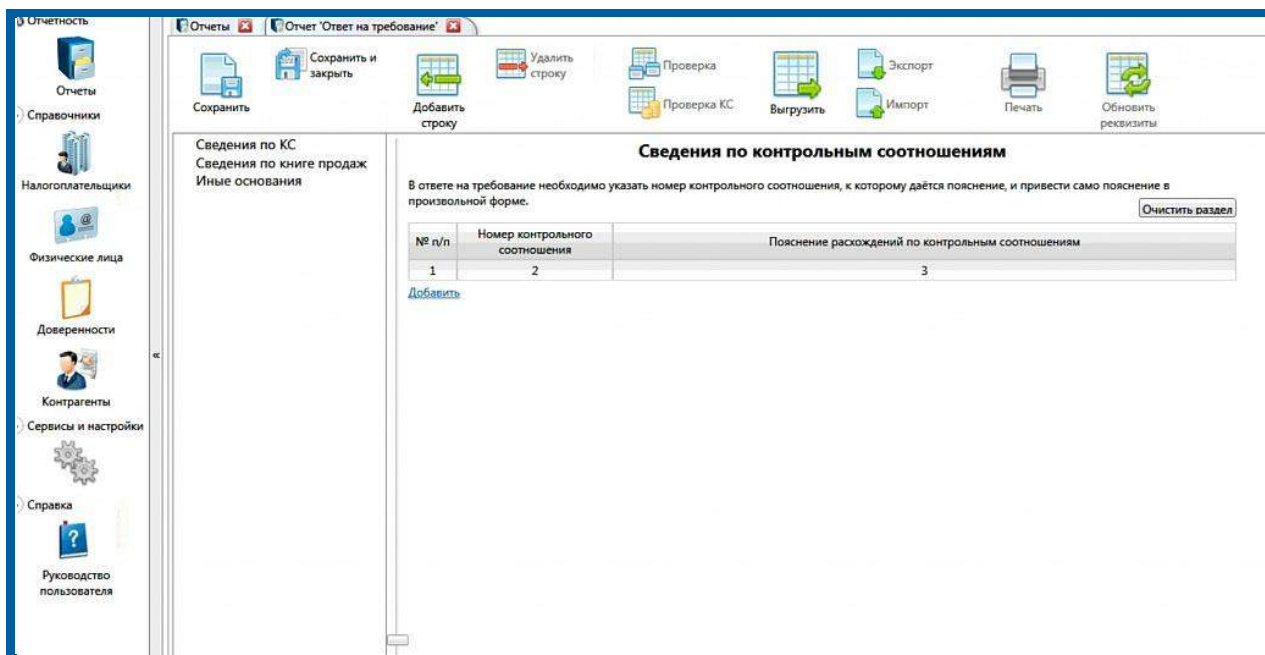 Отчетность
Отчеты
Справочники
Налогоплательщики
Физические лица
Доверенности
Контрагенты
Сервисы и настройки
Справка
Руководство
пользователя
Отчеты
Отчет 'Ответ на требование'
Сохранить
Сохранить и
закрыть
Добавить
строку
Удалить
строку
Проверка
Проверка КС
Выгрузить
Экспорт
Импорт
Печать
Обновить
реквизиты
Сведения по КС
Сведения по книге продаж
Иные основания
Сведения по контрольным соотношениям
В ответе на требование необходимо указать номер контрольного соотношения, к которому даётся пояснение, и привести само пояснение в
произвольной форме.
Очистить раздел
№ п/п
Номер контрольного
соотношения
Пояснение расхождений по контрольным соотношениям
1 2 3
Добавить